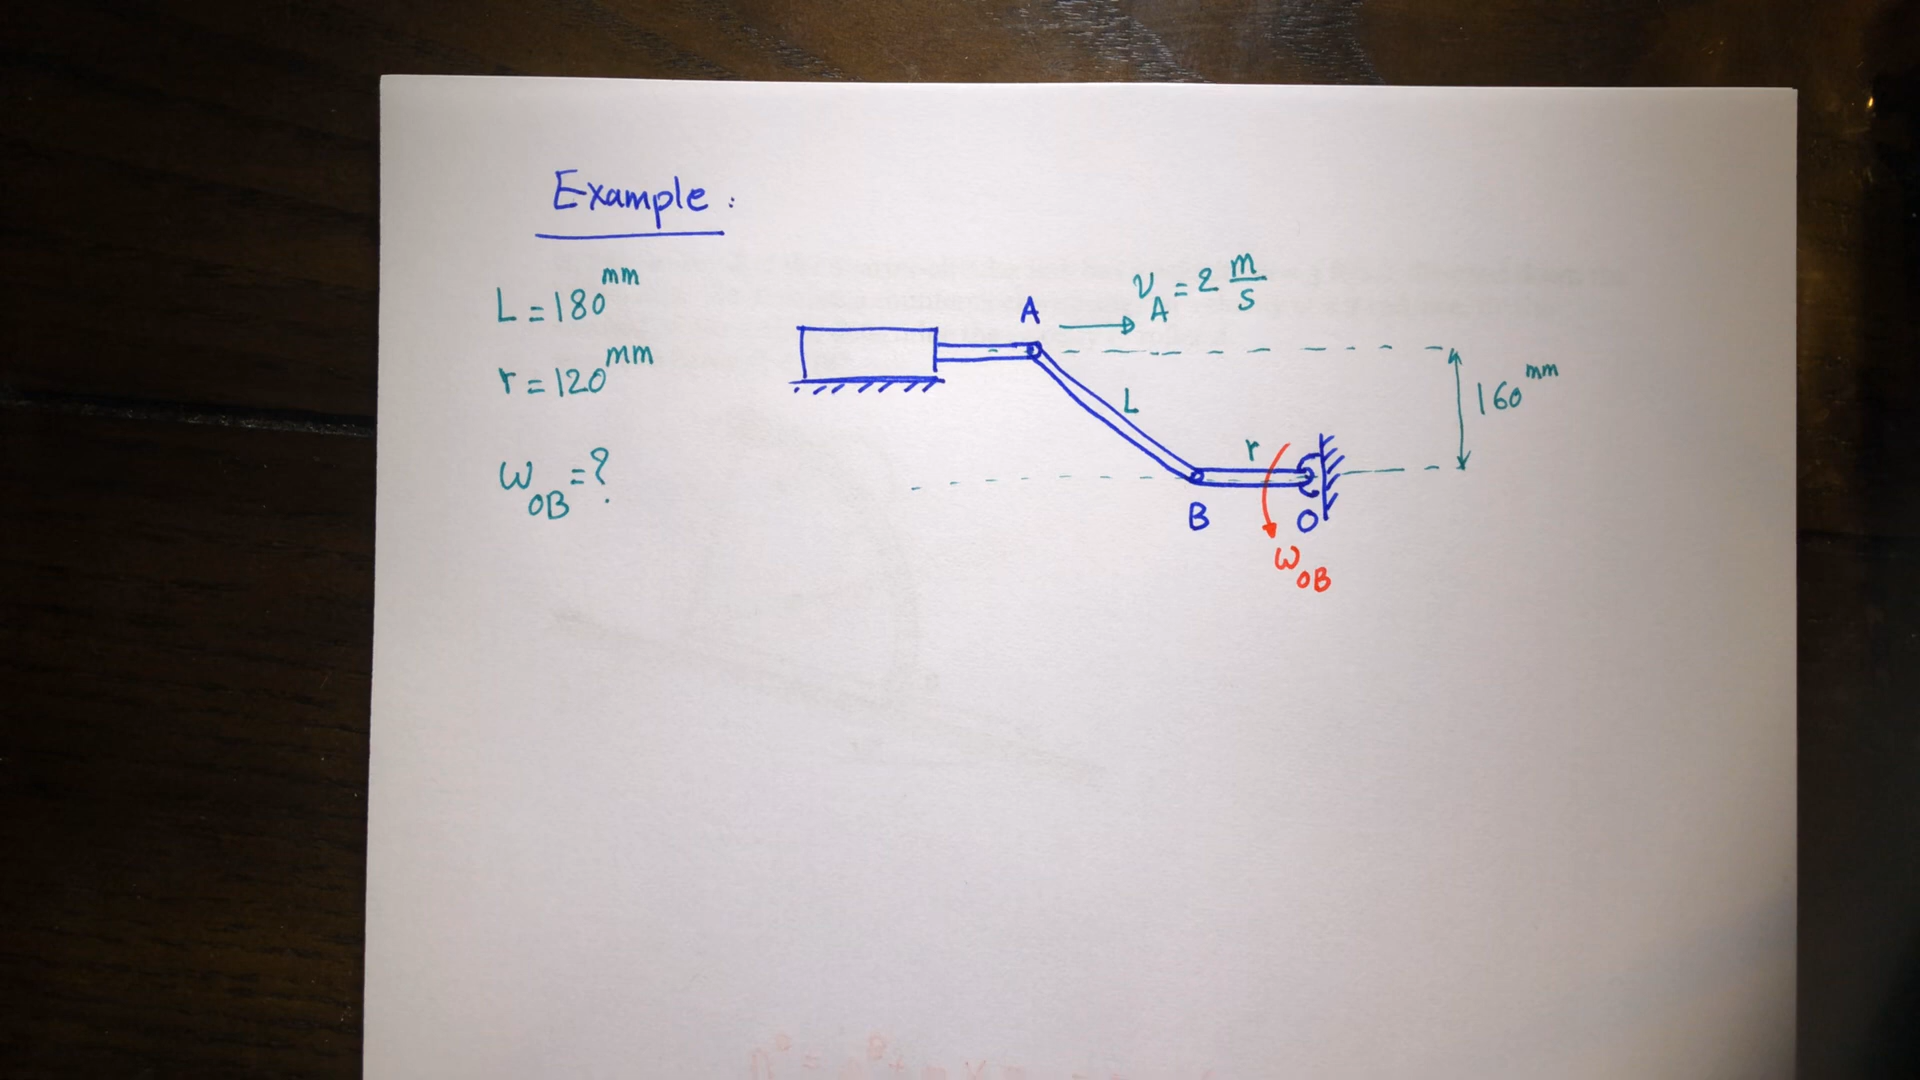 Example :
L = 180 mm
r = 120 mm
ω OB = ?
A
v A = 2 m/s
L
160 mm
r
B
O
ω OB